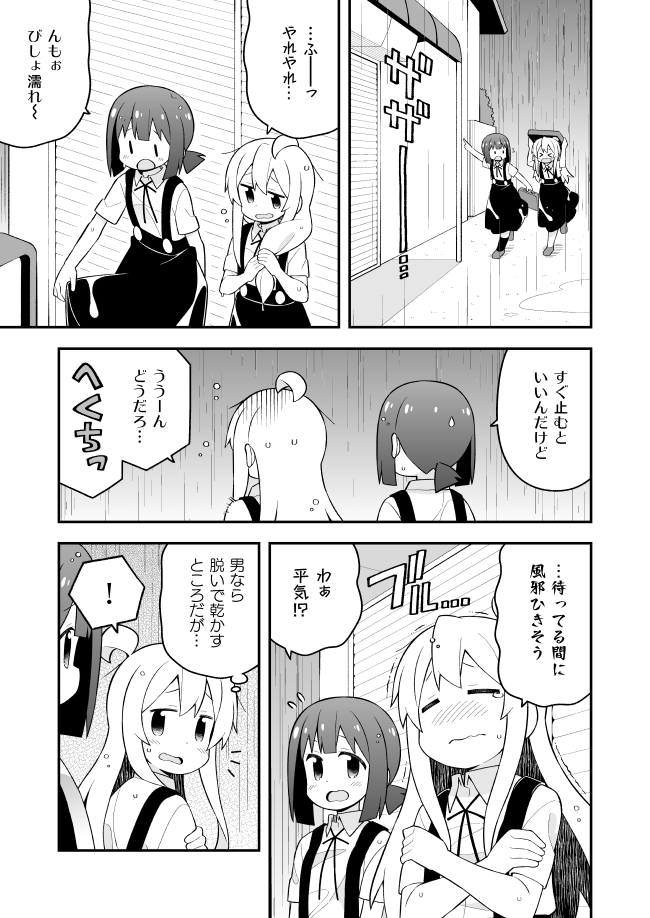 ザザーー…
…ふーっ
やれやれ…
んもぉ
びしょ濡れ〜
すぐ止むと
いいんだけど
ううーん
どうだろ…
へくちっ
…待ってる間に
風邪ひきそう
ブルッ…
わぁ
平気!?
男なら
脱いで乾かす
ところだが…
!